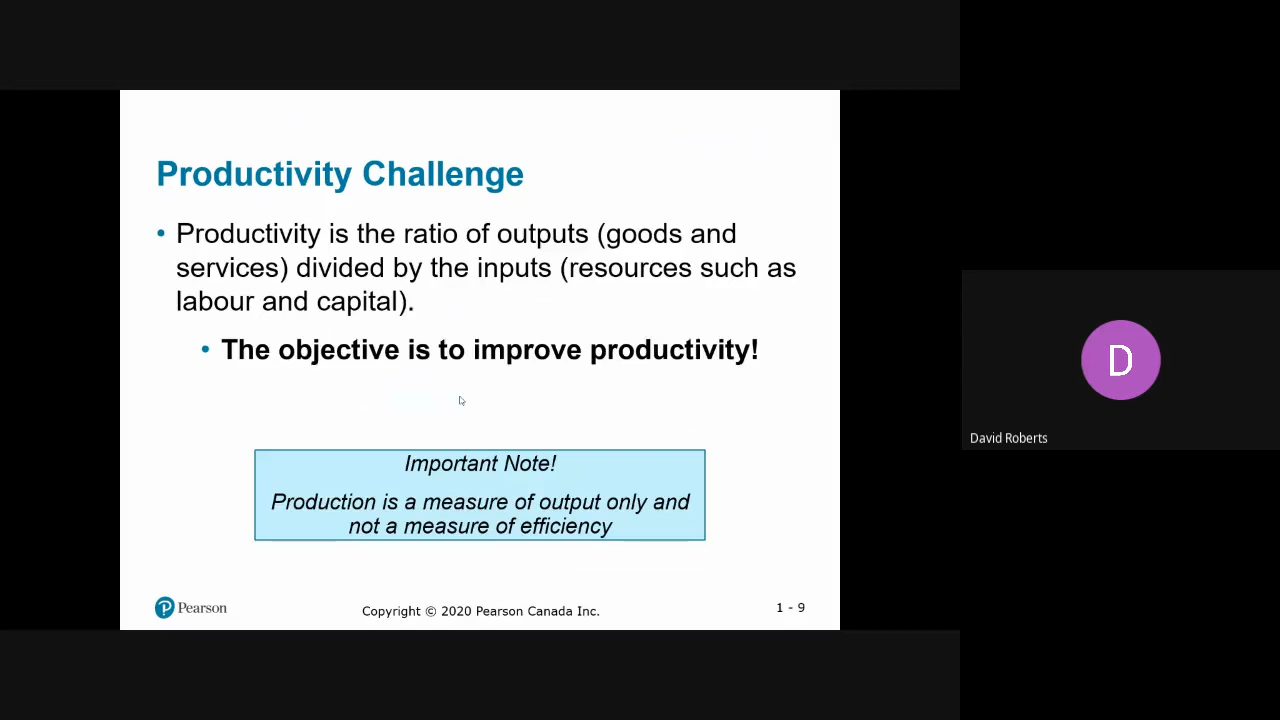 Productivity Challenge
• Productivity is the ratio of outputs (goods and
services) divided by the inputs (resources such as
labour and capital).
• The objective is to improve productivity!
Important Note!
Production is a measure of output only and
not a measure of efficiency
P Pearson
Copyright © 2020 Pearson Canada Inc.
1 - 9
D
David Roberts